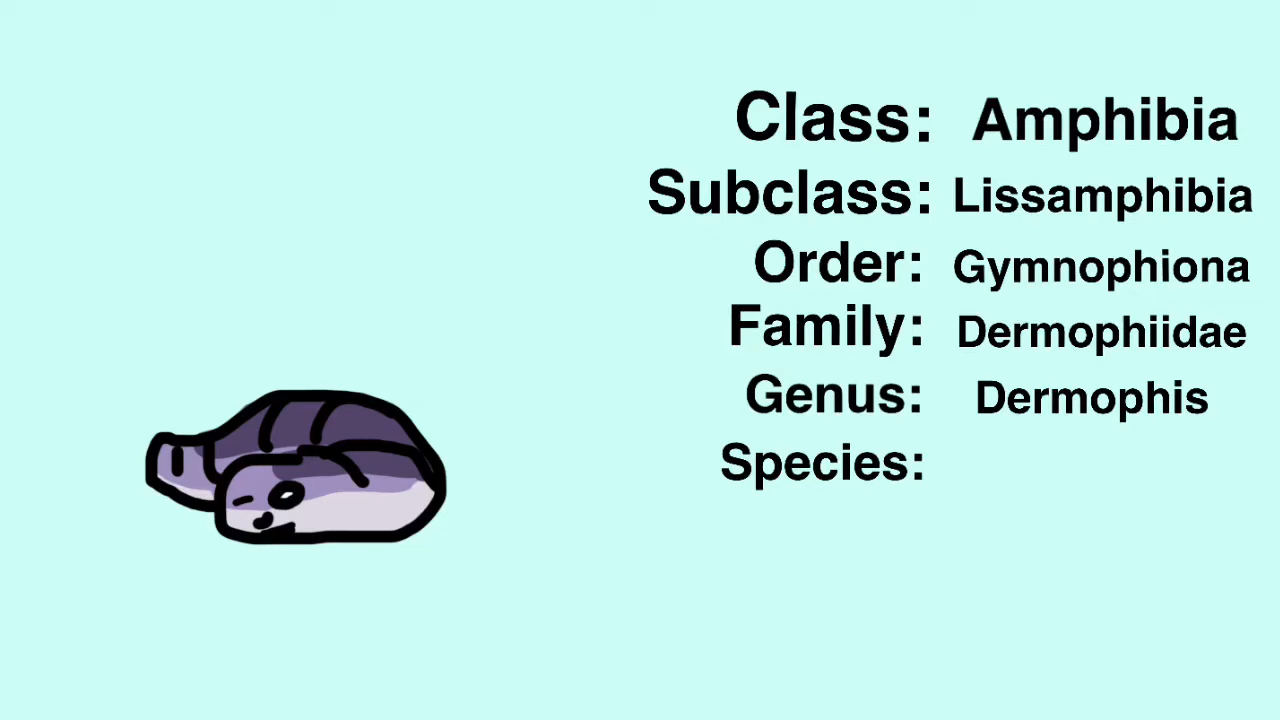 Class: Amphibia
Subclass: Lissamphibia
Order: Gymnophiona
Family: Dermophiidae
Genus: Dermophis
Species: